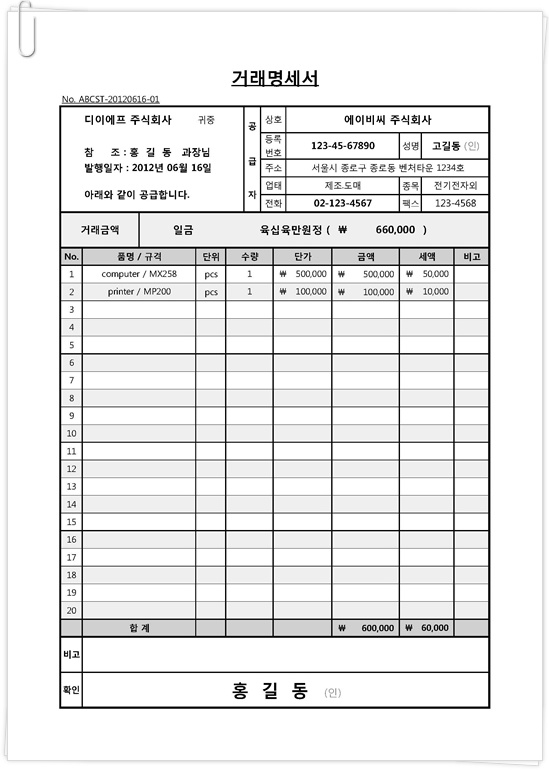 거래명세서
No. ABCST-20120616-01
디이에프 주식회사 귀중
참 조 : 홍 길 동 과장님
발행일자 : 2012년 06월 16일
아래와 같이 공급합니다.
공급자
상호 에이비씨 주식회사
등록번호 123-45-67890 성명 고길동 (인)
주소 서울시 종로구 종로동 벤처타운 1234호
업태 제조.도매 종목 전기전자외
전화 02-123-4567 팩스 123-4568
거래금액 일금 육십육만원정 ( ₩ 660,000 )
No. 품명 / 규격 단위 수량 단가 금액 세액 비고
1 computer / MX258 pcs 1 ₩ 500,000 ₩ 500,000 ₩ 50,000
2 printer / MP200 pcs 1 ₩ 100,000 ₩ 100,000 ₩ 10,000
3
4
5
6
7
8
9
10
11
12
13
14
15
16
17
18
19
20
합 계 ₩ 600,000 ₩ 60,000
비고
확인 홍 길 동 (인)